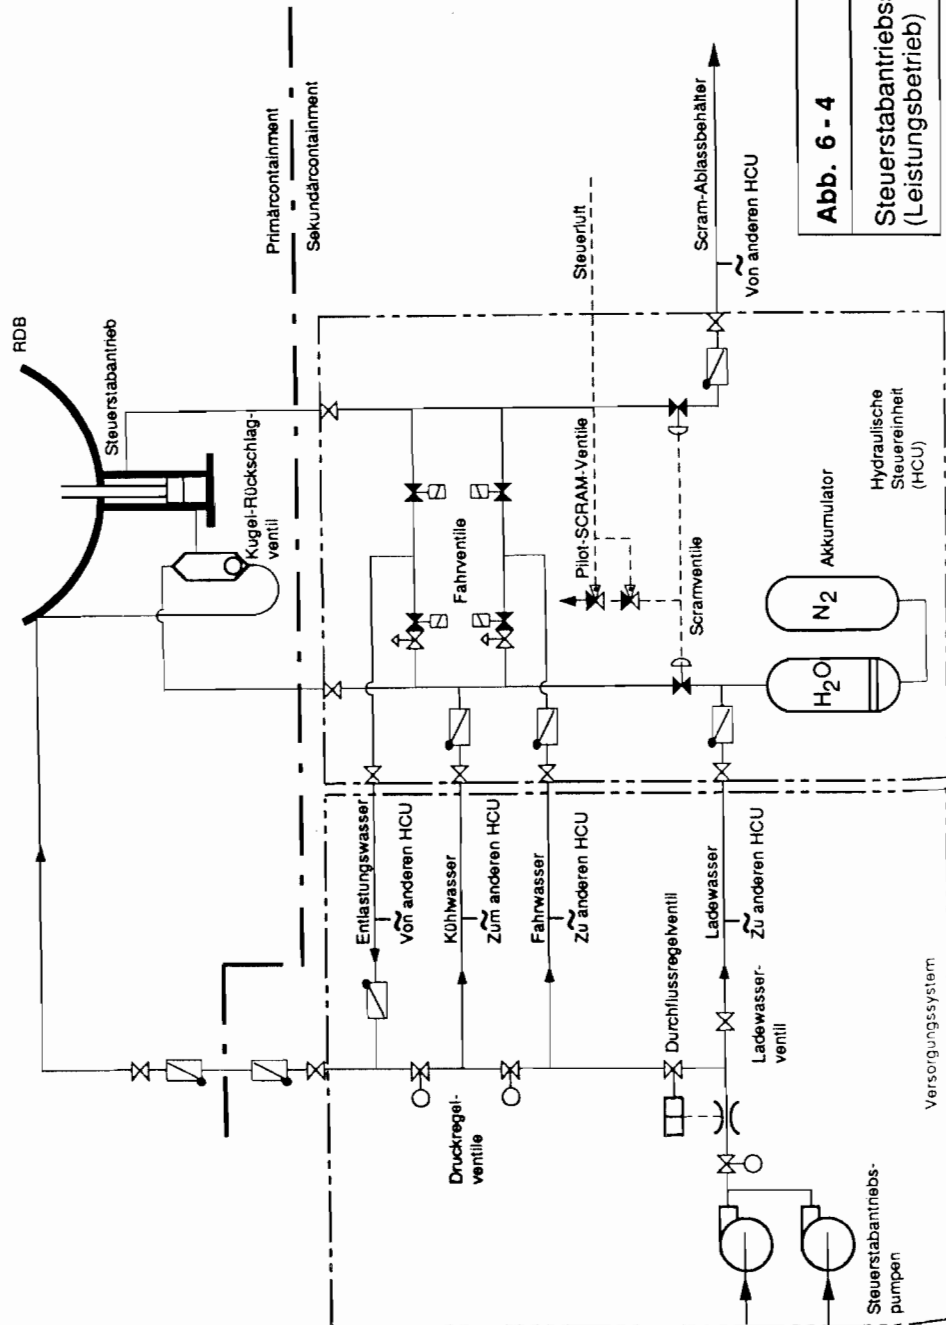 RDB
Primärcontainment
Sekundärcontainment
Steuerstabantrieb
Kugel-Rückschlag-
ventil
Entlastungswasser
Von anderen HCU
Kühlwasser
Zum anderen HCU
Fahrwasser
Zu anderen HCU
Druckregel-
ventile
Fahrventile
Pilot-SCRAM-Ventile
Steuerluft
Durchflussregelventil
Ladewasser
Zu anderen HCU
Ladewasser-
ventil
Scramventile
Scram-Ablassbehälter
Von anderen HCU
H2O
N2
Akkumulator
Hydraulische
Steuereinheit
(HCU)
Steuerstabantriebs-
pumpen
Versorgungssystem
Abb. 6 - 4
(Leistungsbetrieb)